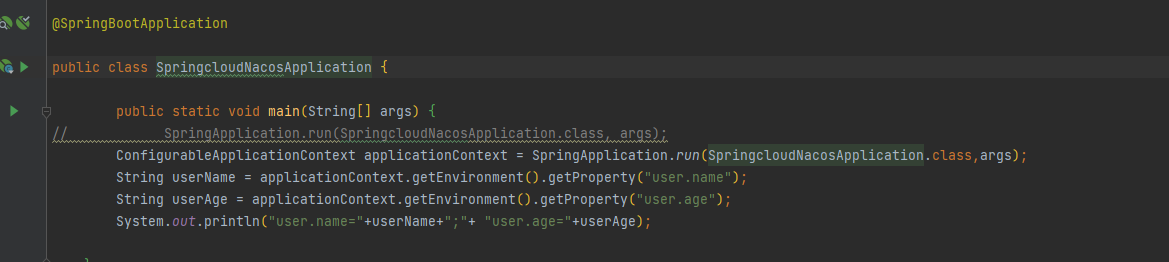 @SpringBootApplication
public class SpringcloudNacosApplication {
public static void main(String[] args) {
// SpringApplication.run(SpringcloudNacosApplication.class, args);
ConfigurableApplicationContext applicationContext = SpringApplication.run(SpringcloudNacosApplication.class,args);
String userName = applicationContext.getEnvironment().getProperty("user.name");
String userAge = applicationContext.getEnvironment().getProperty("user.age");
System.out.println("user.name="+userName+";"+ "user.age="+userAge);
}